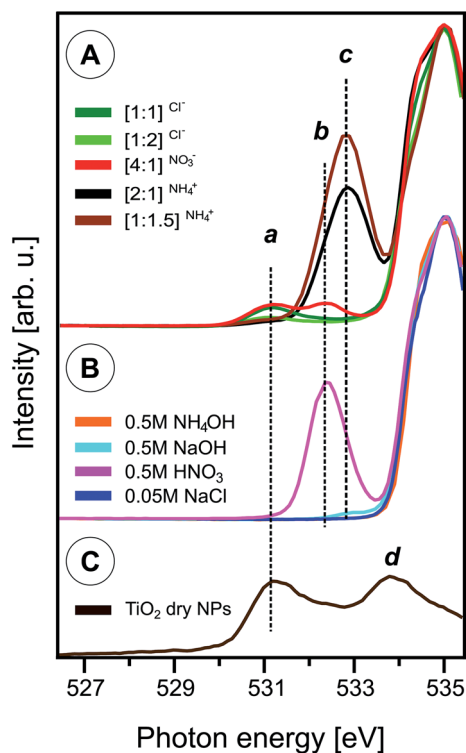 A
[1:1] Cl⁻
[1:2] Cl⁻
[4:1] NO₃⁻
[2:1] NH₄⁺
[1:1.5] NH₄⁺
c
b
a
B
0.5M NH₄OH
0.5M NaOH
0.5M HNO₃
0.05M NaCl
C
d
TiO₂ dry NPs
Intensity [arb. u.]
527 529 531 533 535
Photon energy [eV]